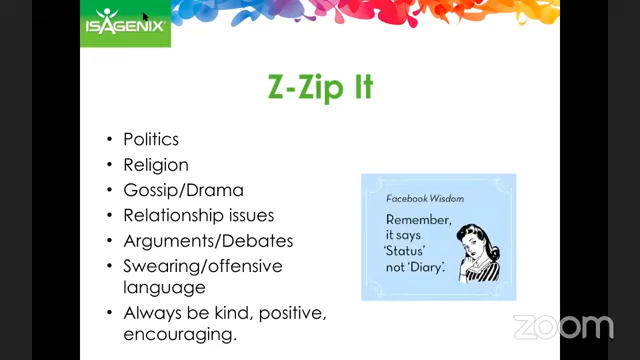 ISAGENIX
Z-Zip It
• Politics
• Religion
• Gossip/Drama
• Relationship issues
• Arguments/Debates
• Swearing/offensive
language
• Always be kind, positive,
encouraging.
Facebook Wisdom
Remember,
it says
'Status'
not 'Diary'.
zoom